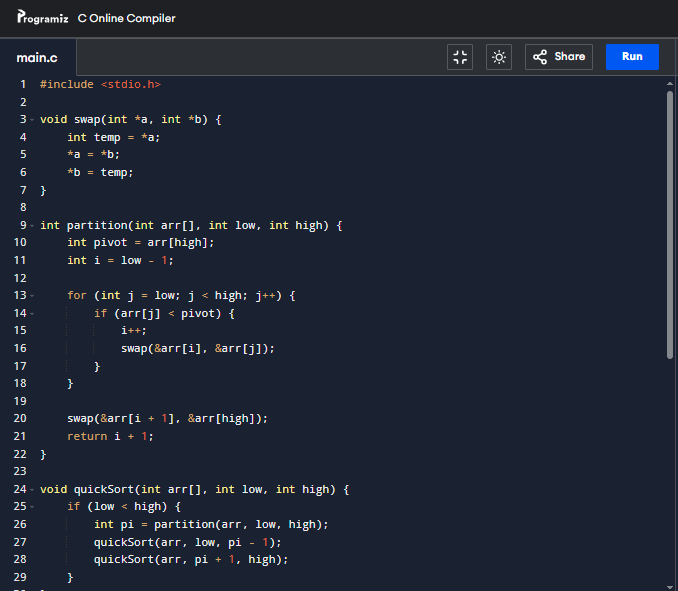 Programiz C Online Compiler
main.c Share Run
1 #include <stdio.h>
2
3 void swap(int *a, int *b) {
4     int temp = *a;
5     *a = *b;
6     *b = temp;
7 }
8
9 int partition(int arr[], int low, int high) {
10     int pivot = arr[high];
11     int i = low - 1;
12
13     for (int j = low; j < high; j++) {
14         if (arr[j] < pivot) {
15             i++;
16             swap(&arr[i], &arr[j]);
17         }
18     }
19
20     swap(&arr[i + 1], &arr[high]);
21     return i + 1;
22 }
23
24 void quickSort(int arr[], int low, int high) {
25     if (low < high) {
26         int pi = partition(arr, low, high);
27         quickSort(arr, low, pi - 1);
28         quickSort(arr, pi + 1, high);
29     }